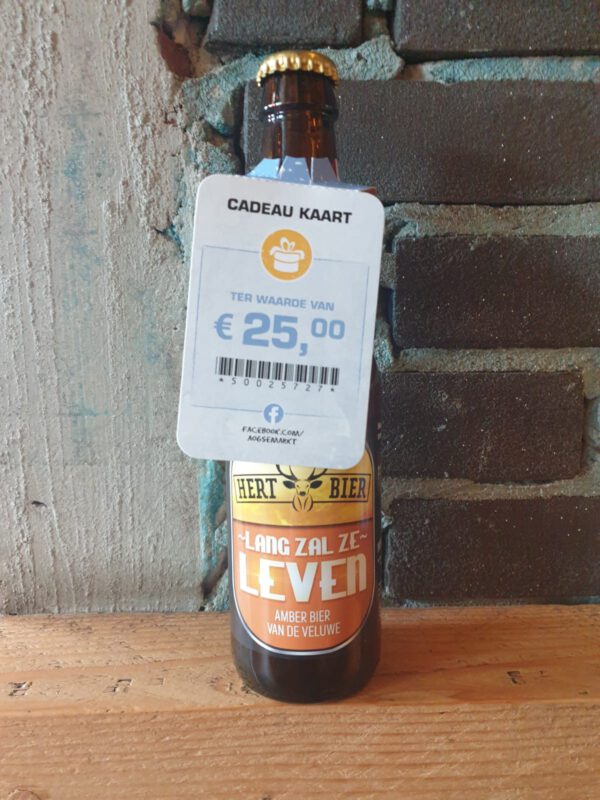 CADEAU KAART
TER WAARDE VAN
€ 25,00
*50025727*
FACEBOOK.COM/
AOGSEMARKT
HERT BIER
~LANG ZAL ZE~
LEVEN
AMBER BIER
VAN DE VELUWE